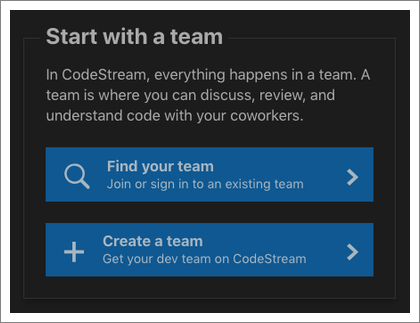 Start with a team
In CodeStream, everything happens in a team. A
team is where you can discuss, review, and
understand code with your coworkers.
Find your team
Join or sign in to an existing team
Create a team
Get your dev team on CodeStream